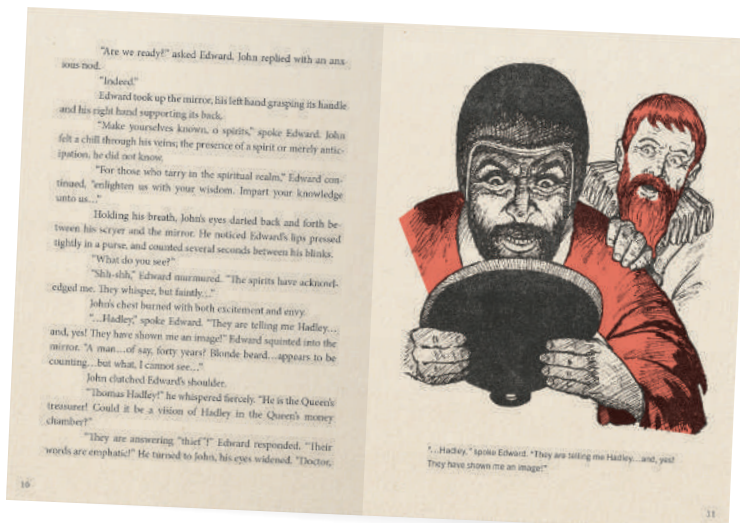 "Are we ready?" asked Edward. John replied with an anx-
ious nod.
"Indeed."
Edward took up the mirror, his left hand grasping its handle
and his right hand supporting its back.
"Make yourselves known, o spirits," spoke Edward. John
felt a chill through his veins; the presence of a spirit or merely antic-
ipation, he did not know.
"For those who tarry in the spiritual realm," Edward con-
tinued, "enlighten us with your wisdom. Impart your knowledge
unto us…"
Holding his breath, John's eyes darted back and forth be-
tween his scryer and the mirror. He noticed Edward's lips pressed
tightly in a purse, and counted several seconds between his blinks.
"What do you see?"
"Shh-shh," Edward murmured. "The spirits have acknowl-
edged me. They whisper, but faintly…"
John's chest burned with both excitement and envy.
"…Hadley," spoke Edward. "They are telling me Hadley…
and, yes! They have shown me an image!" Edward squinted into the
mirror. "A man…of say, forty years? Blonde beard…appears to be
counting…but what, I cannot see…"
John clutched Edward's shoulder.
"Thomas Hadley!" he whispered fiercely. "He is the Queen's
treasurer! Could it be a vision of Hadley in the Queen's money
chamber?"
"They are answering "thief"!" Edward responded. "Their
words are emphatic!" He turned to John, his eyes widened. "Doctor,
10
"…Hadley," spoke Edward. "They are telling me Hadley…and, yes!
They have shown me an image!"
11